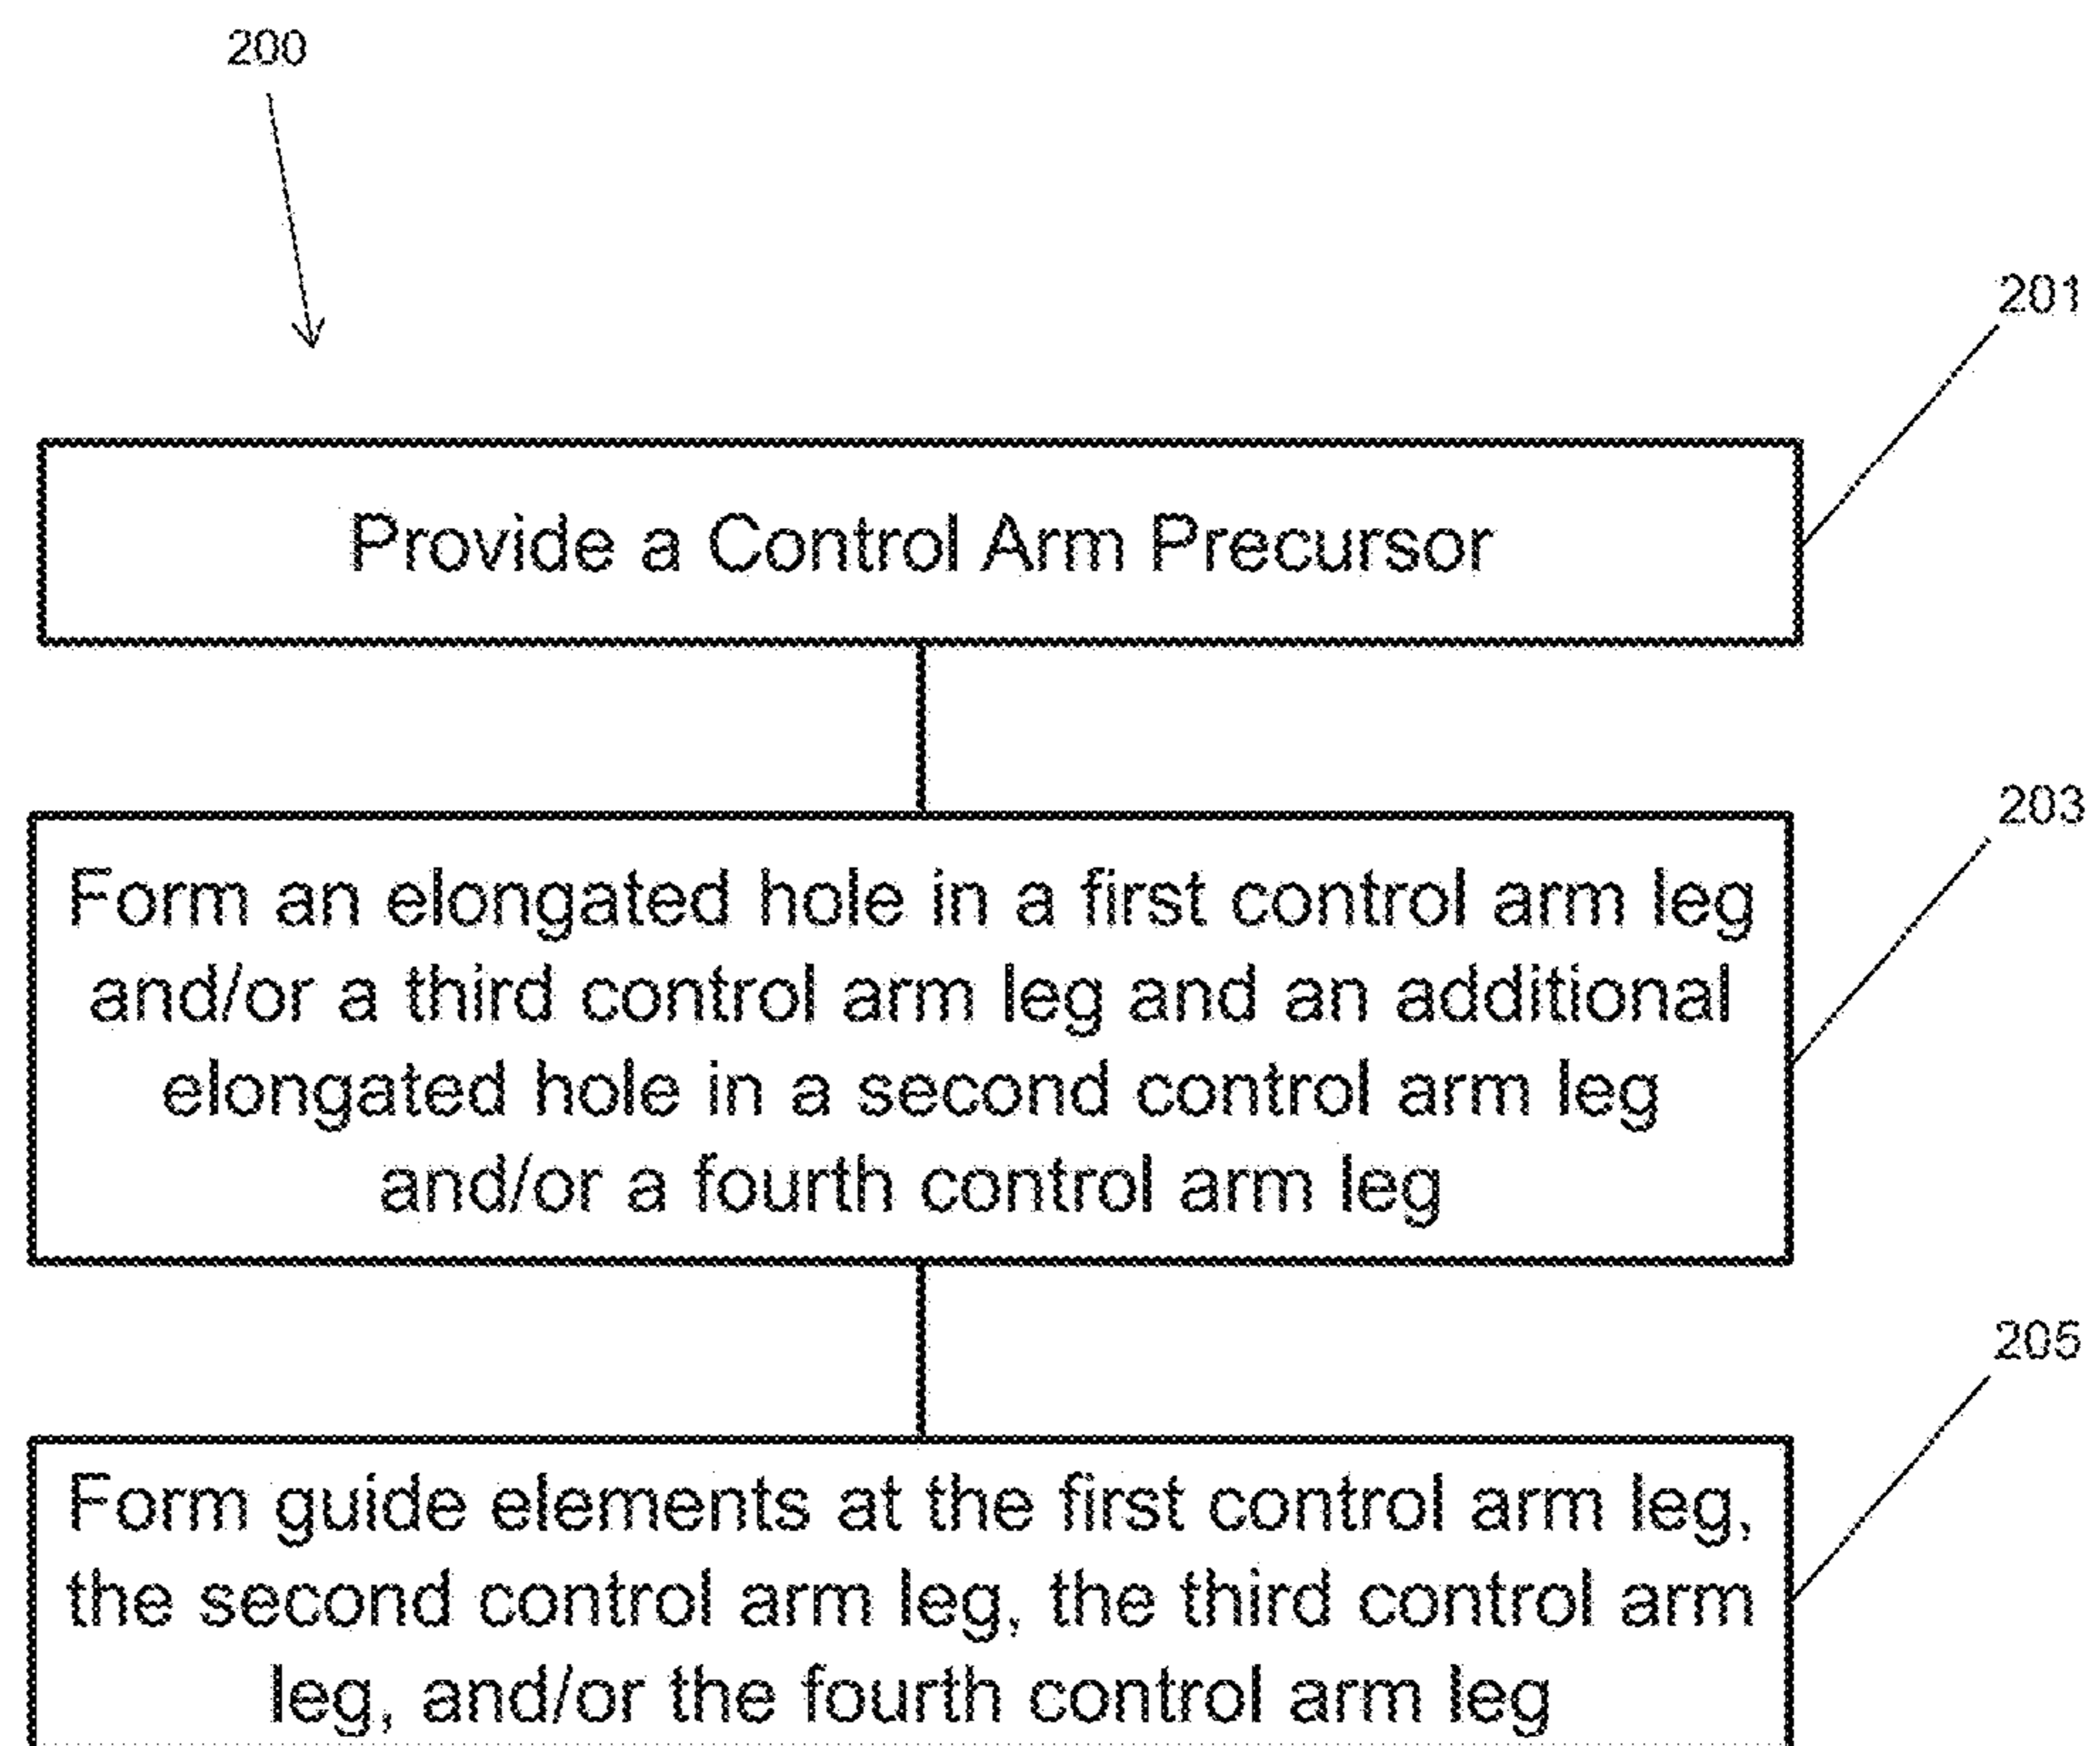 200
201
Provide a Control Arm Precursor
203
Form an elongated hole in a first control arm leg
and/or a third control arm leg and an additional
elongated hole in a second control arm leg
and/or a fourth control arm leg
205
Form guide elements at the first control arm leg,
the second control arm leg, the third control arm
leg, and/or the fourth control arm leg